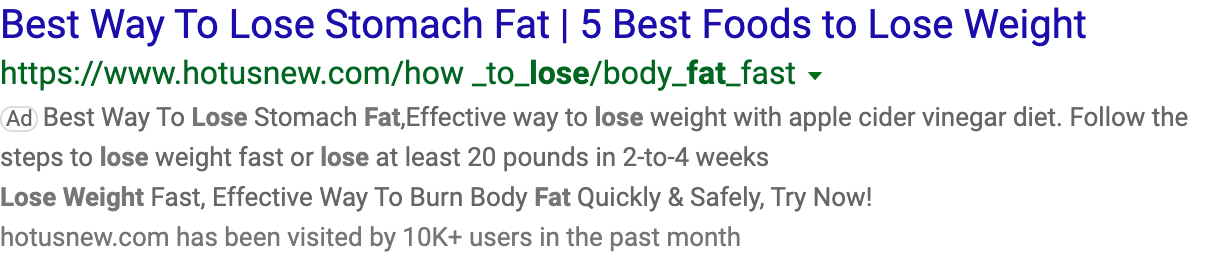 Best Way To Lose Stomach Fat | 5 Best Foods to Lose Weight
https://www.hotusnew.com/how _to_lose/body_fat_fast
Ad Best Way To Lose Stomach Fat,Effective way to lose weight with apple cider vinegar diet. Follow the
steps to lose weight fast or lose at least 20 pounds in 2-to-4 weeks
Lose Weight Fast, Effective Way To Burn Body Fat Quickly & Safely, Try Now!
hotusnew.com has been visited by 10K+ users in the past month